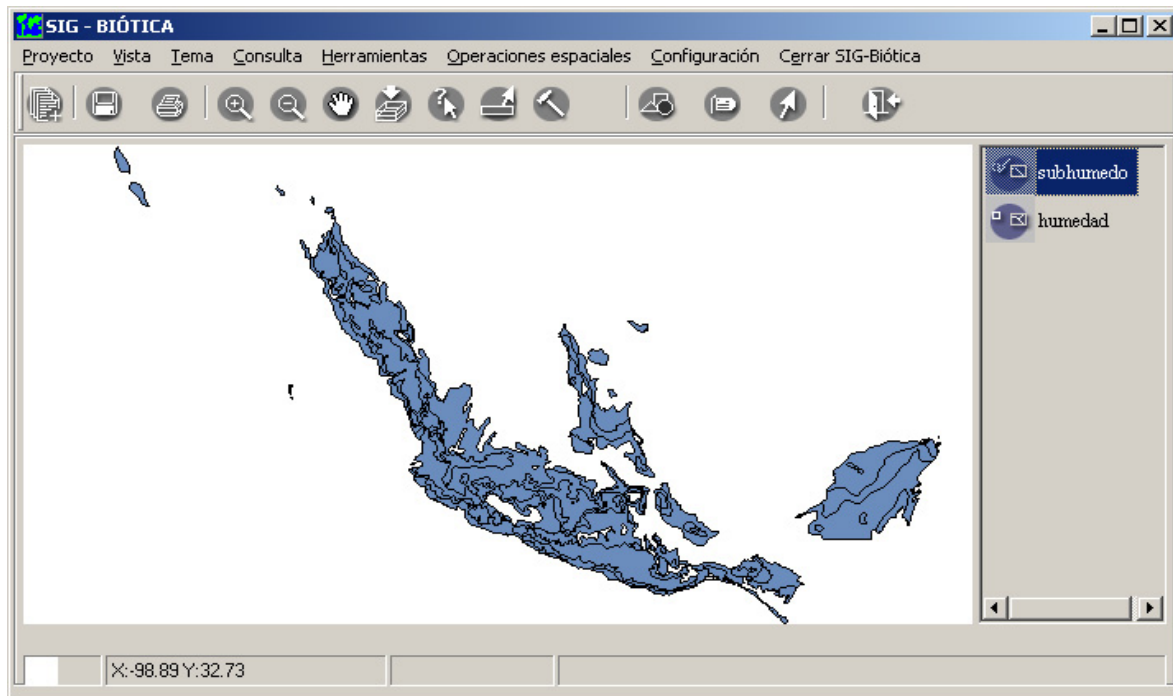 SIG - BIÓTICA
Proyecto Vista Tema Consulta Herramientas Operaciones espaciales Configuración Cerrar SIG-Biótica
subhumedo
humedad
X:-98.89 Y:32.73